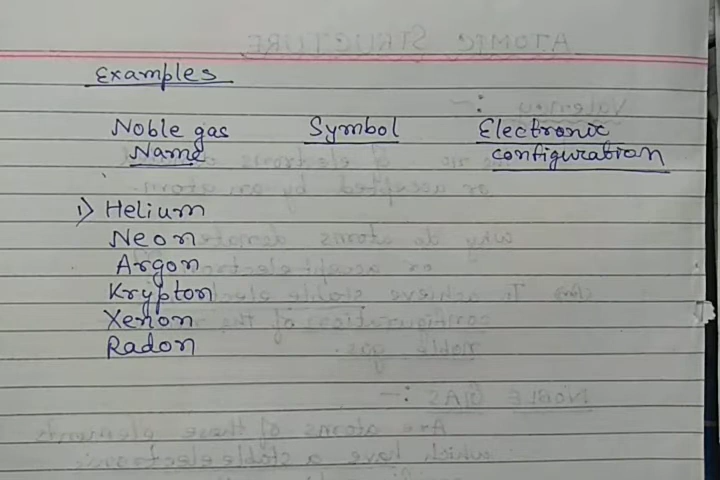 Examples
Noble gas Symbol Electronic
Name configuration
1) Helium
Neon
Argon
Krypton
Xenon
Radon